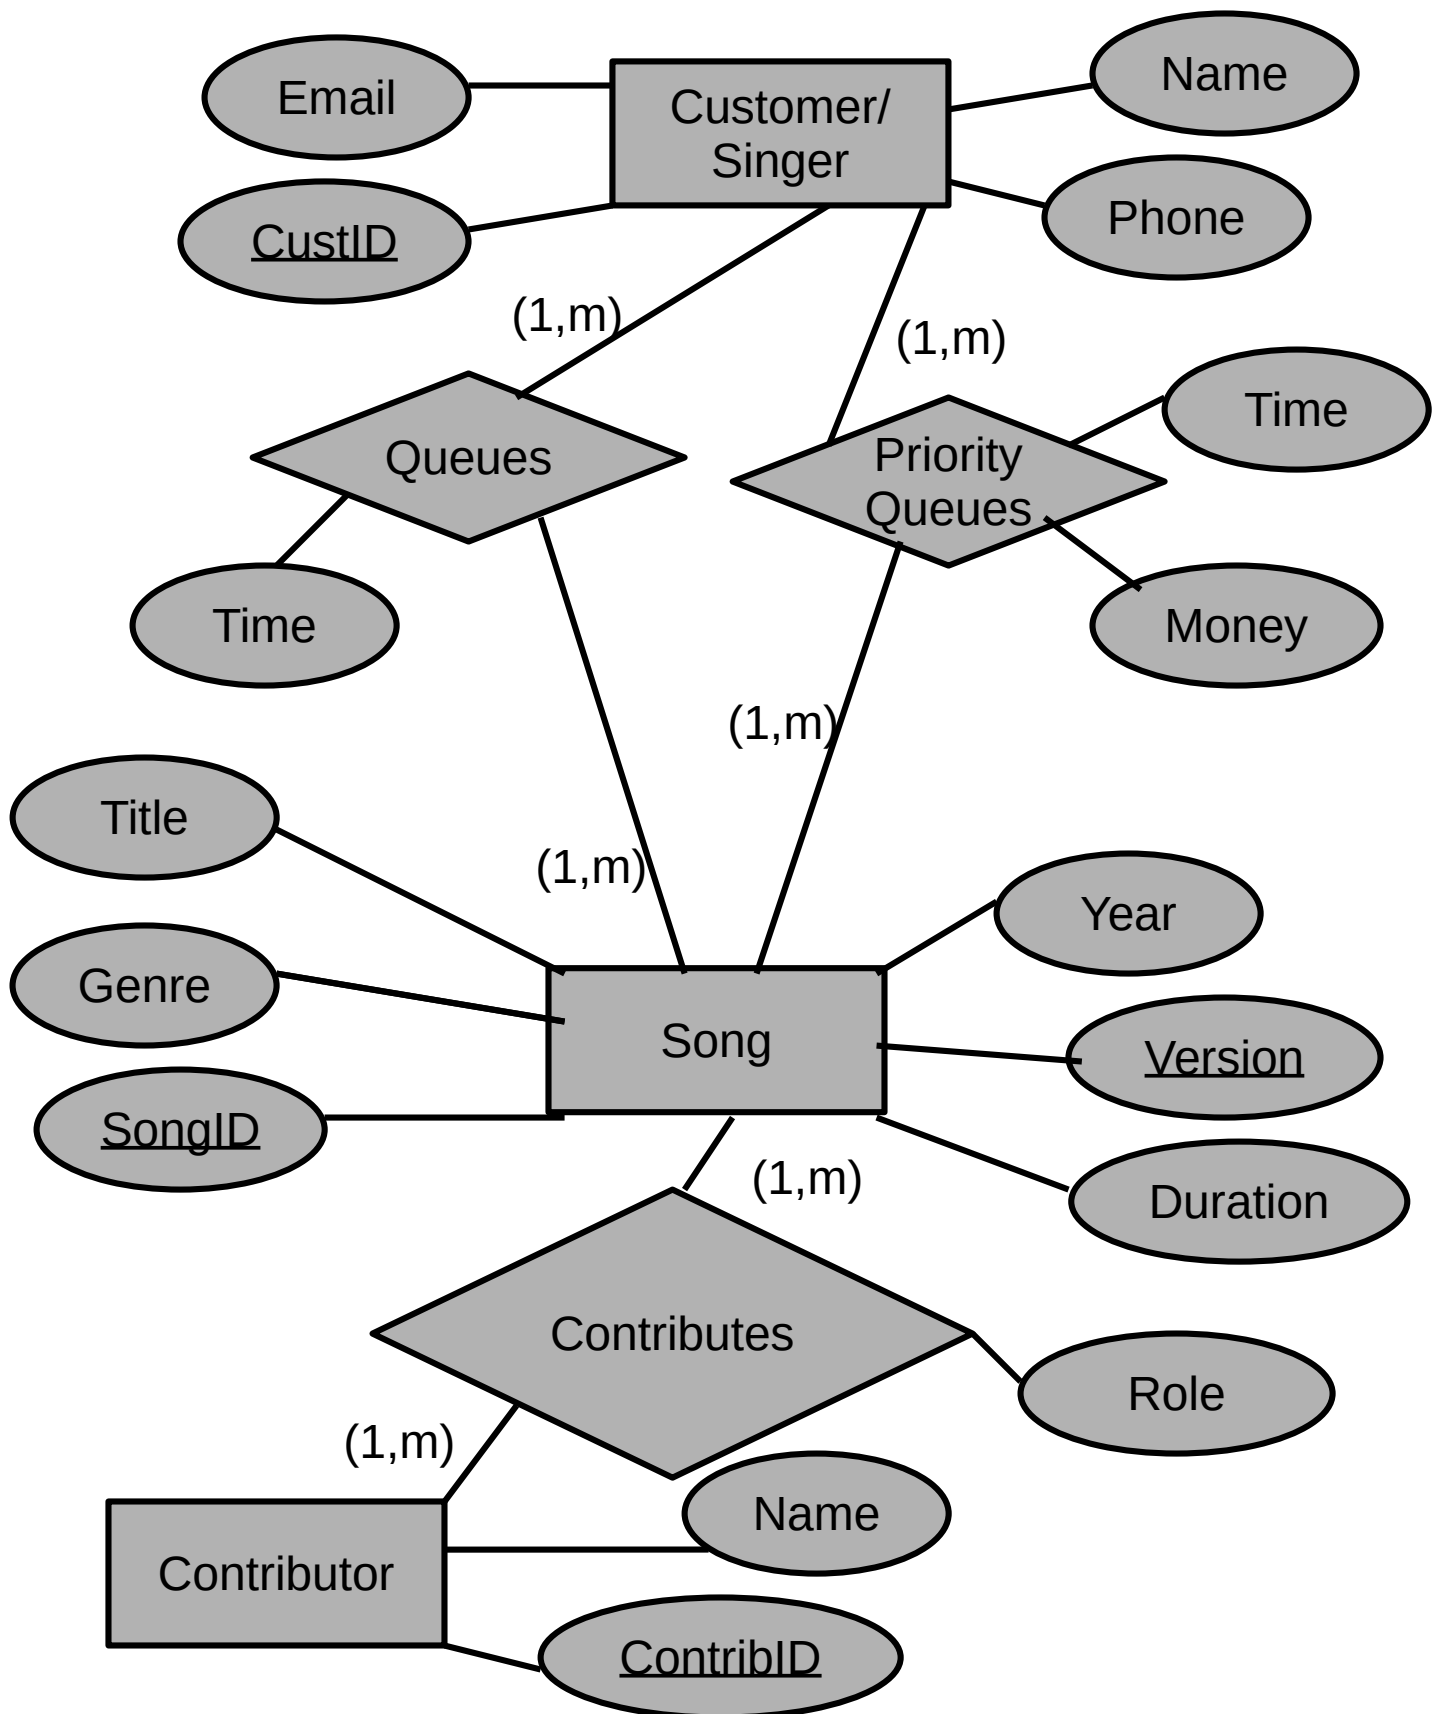 Name
Email
Customer/
Singer
Phone
CustID
(1,m)
(1,m)
Time
Queues
Priority
Queues
Time
Money
(1,m)
Title
(1,m)
Year
Genre
Song
Version
SongID
(1,m)
Duration
Contributes
Role
(1,m)
Name
Contributor
ContribID